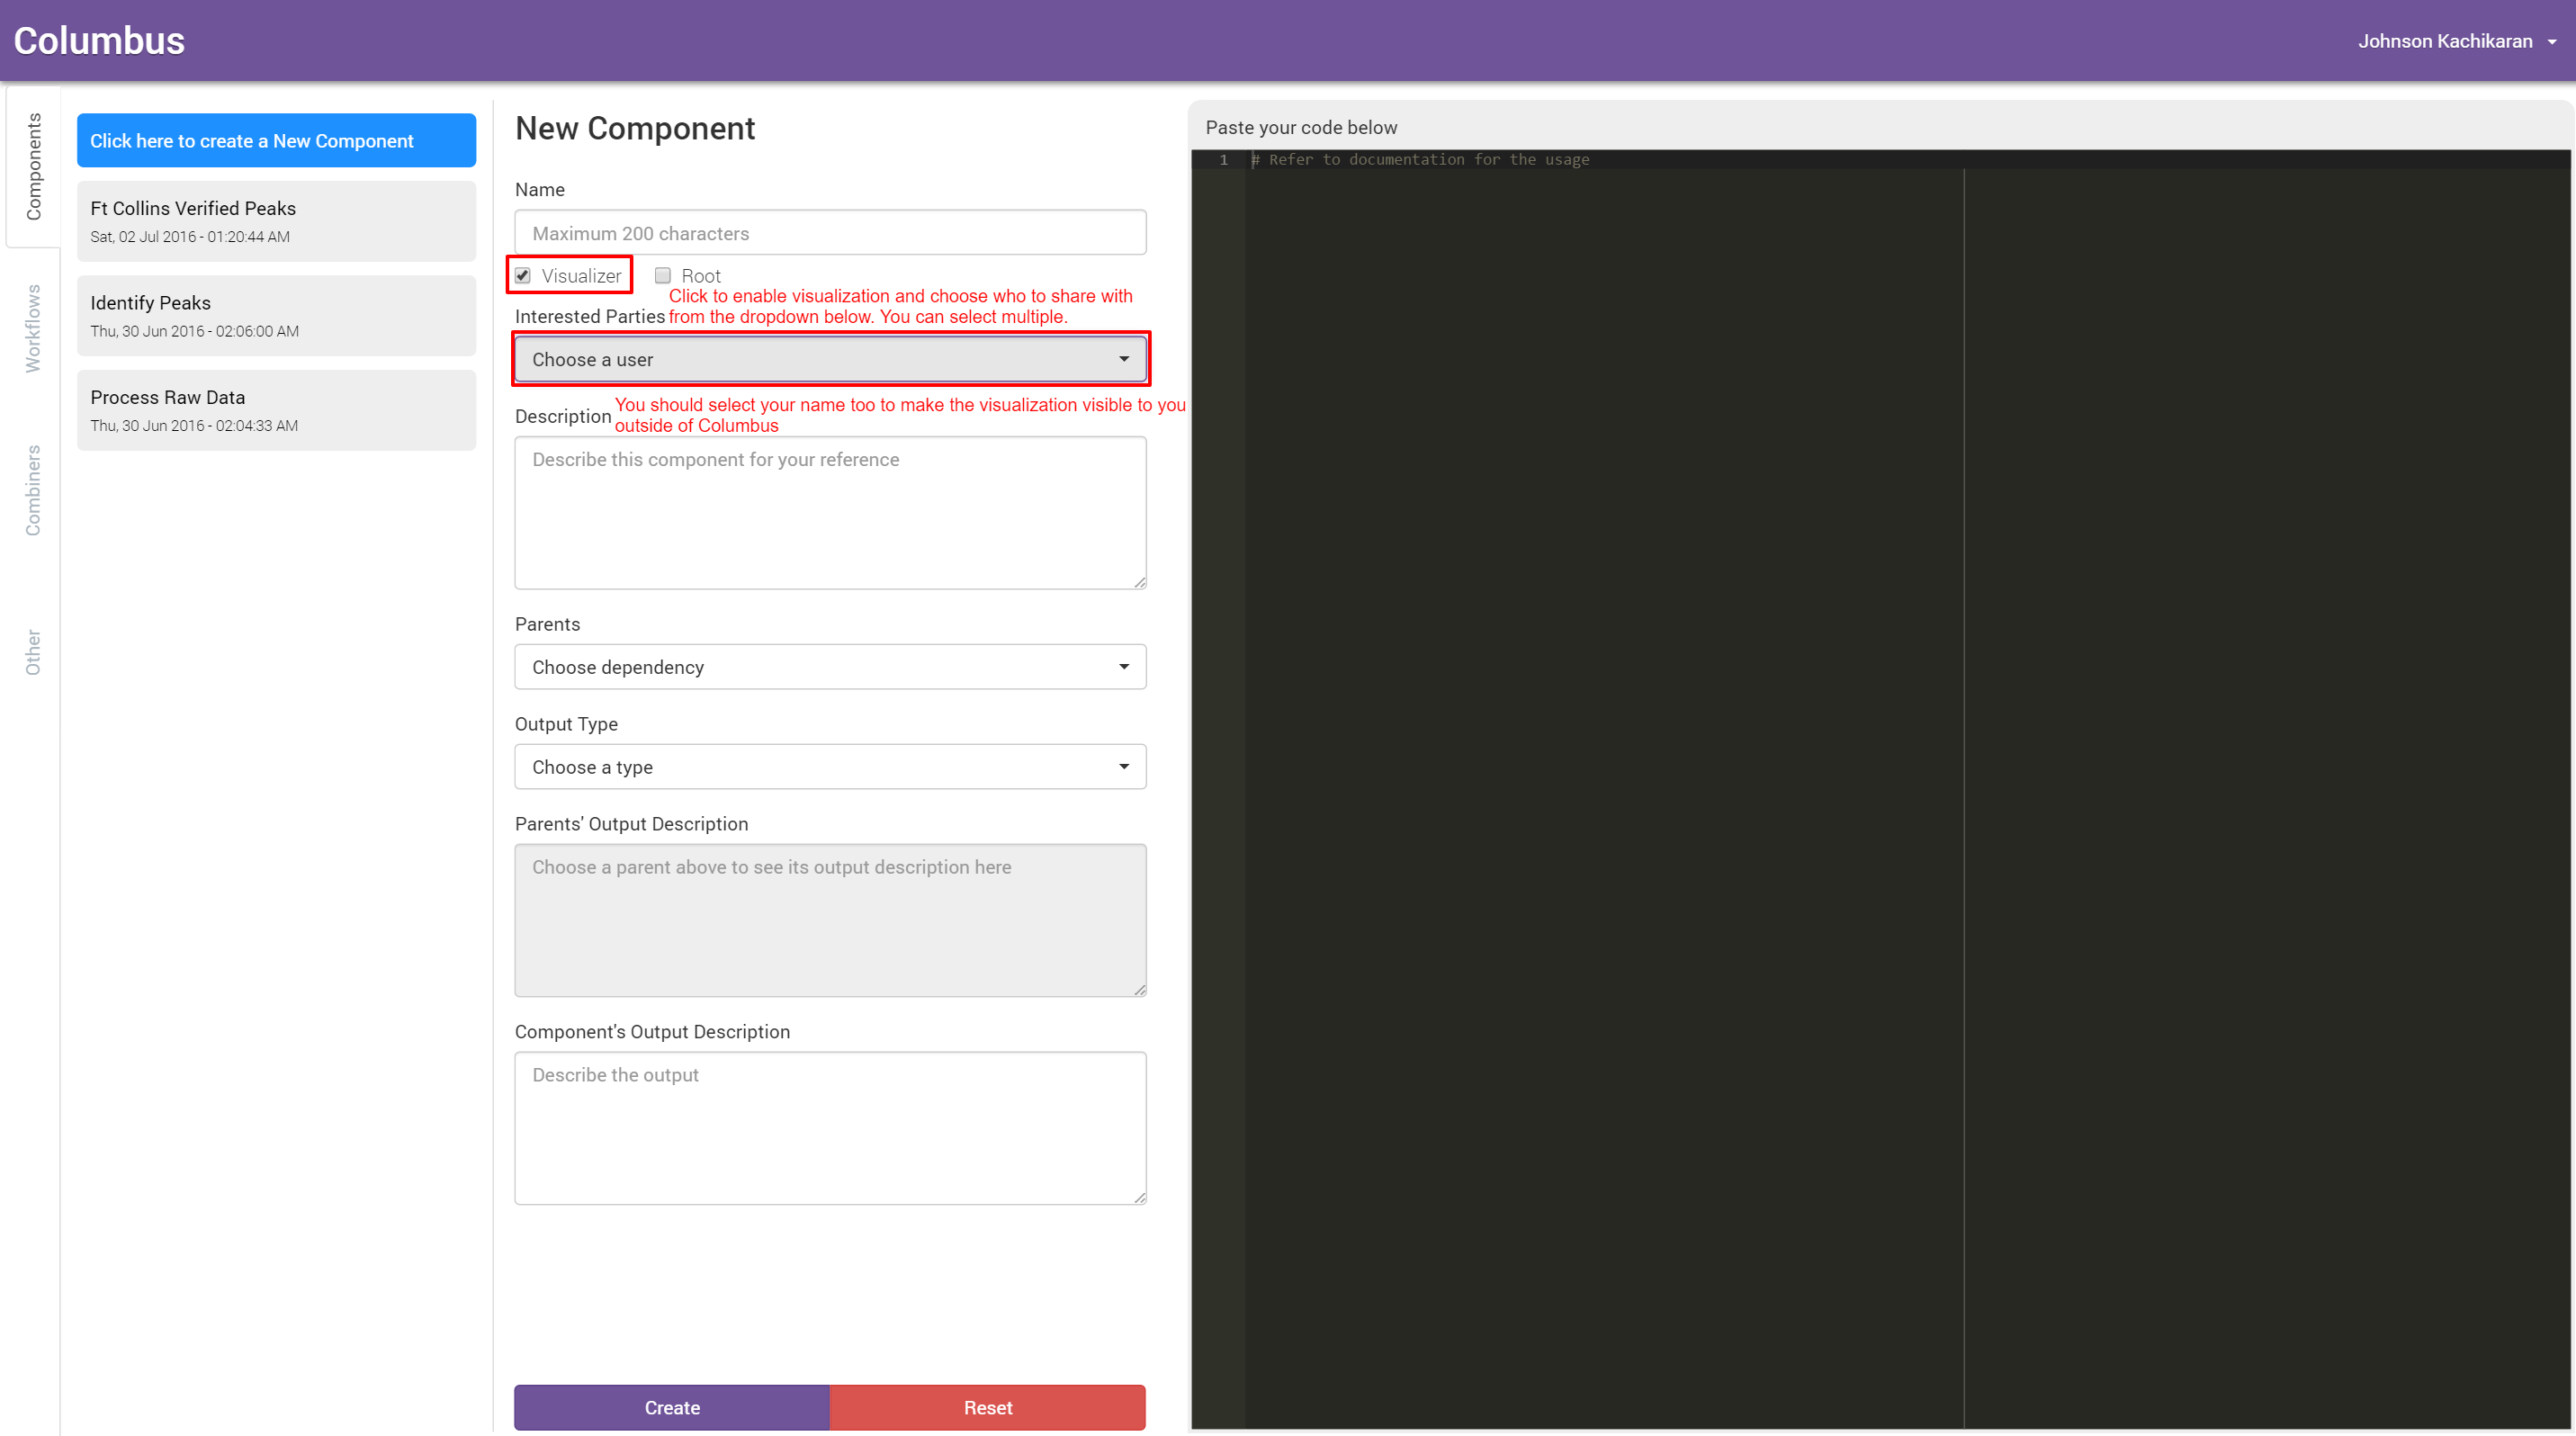 Columbus
Johnson Kachikaran
Components
Workflows
Combiners
Other
Click here to create a New Component
Ft Collins Verified Peaks
Sat, 02 Jul 2016 - 01:20:44 AM
Identify Peaks
Thu, 30 Jun 2016 - 02:06:00 AM
Process Raw Data
Thu, 30 Jun 2016 - 02:04:33 AM
New Component
Name
Maximum 200 characters
Visualizer
Root
Click to enable visualization and choose who to share with
from the dropdown below. You can select multiple.
Interested Parties
Choose a user
You should select your name too to make the visualization visible to you
outside of Columbus
Description
Describe this component for your reference
Parents
Choose dependency
Output Type
Choose a type
Parents' Output Description
Choose a parent above to see its output description here
Component's Output Description
Describe the output
Create
Reset
Paste your code below
1 # Refer to documentation for the usage